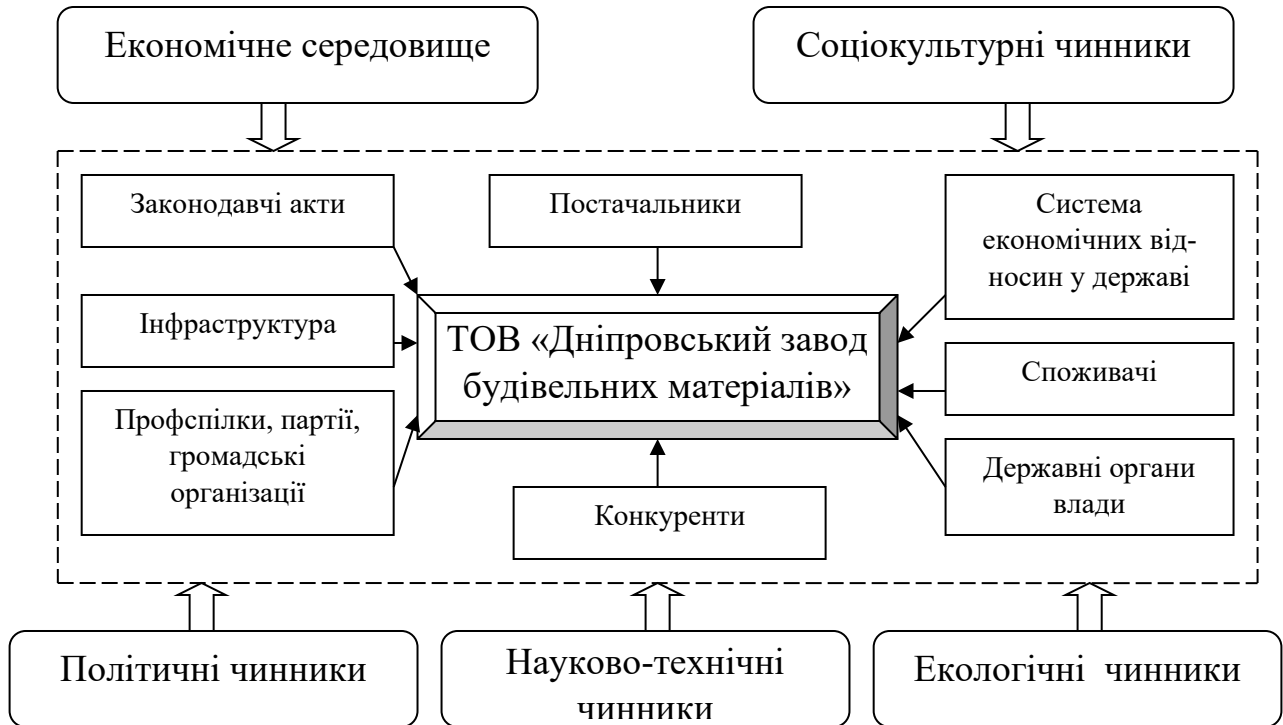 Економічне середовище
Соціокультурні чинники
Законодавчі акти
Постачальники
Система
економічних від-
носин у державі
Інфраструктура
ТОВ «Дніпровський завод
будівельних матеріалів»
Споживачі
Профспілки, партії,
громадські
організації
Конкуренти
Державні органи
влади
Політичні чинники
Науково-технічні
чинники
Екологічні чинники